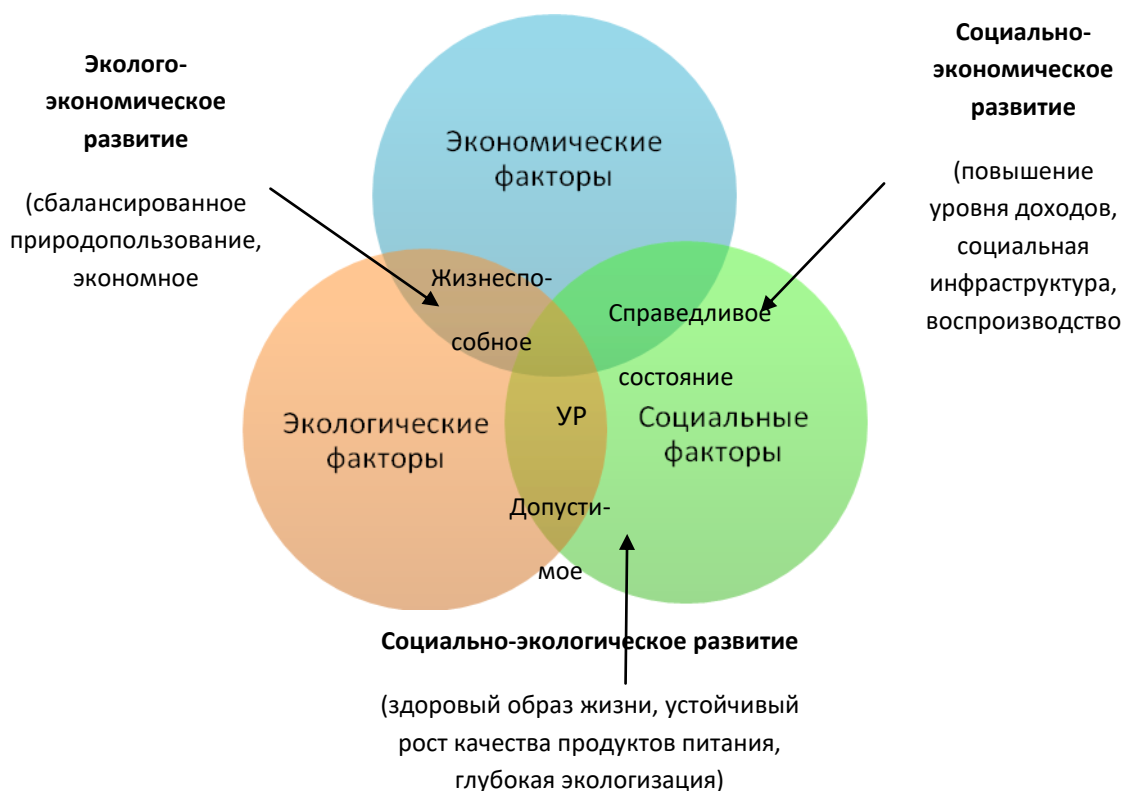 Эколого-
экономическое
развитие
(сбалансированное
природопользование,
экономное
Социально-
экономическое
развитие
(повышение
уровня доходов,
социальная
инфраструктура,
воспроизводство
Экономические
факторы
Жизнеспо-
собное
Справедливое
состояние
Экологические
факторы
УР
Социальные
факторы
Допусти-
мое
Социально-экологическое развитие
(здоровый образ жизни, устойчивый
рост качества продуктов питания,
глубокая экологизация)